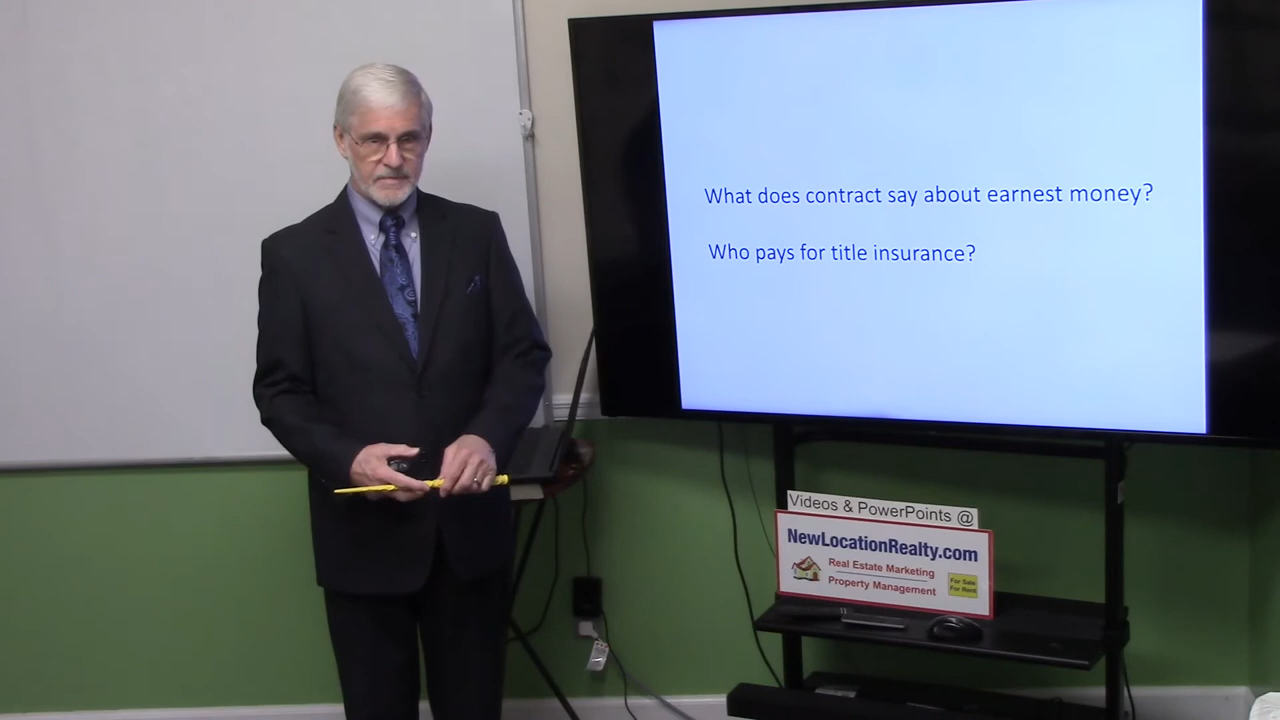 What does contract say about earnest money?
Who pays for title insurance?
Videos & PowerPoints @
NewLocationRealty.com
Real Estate Marketing
Property Management
For Sale
For Rent